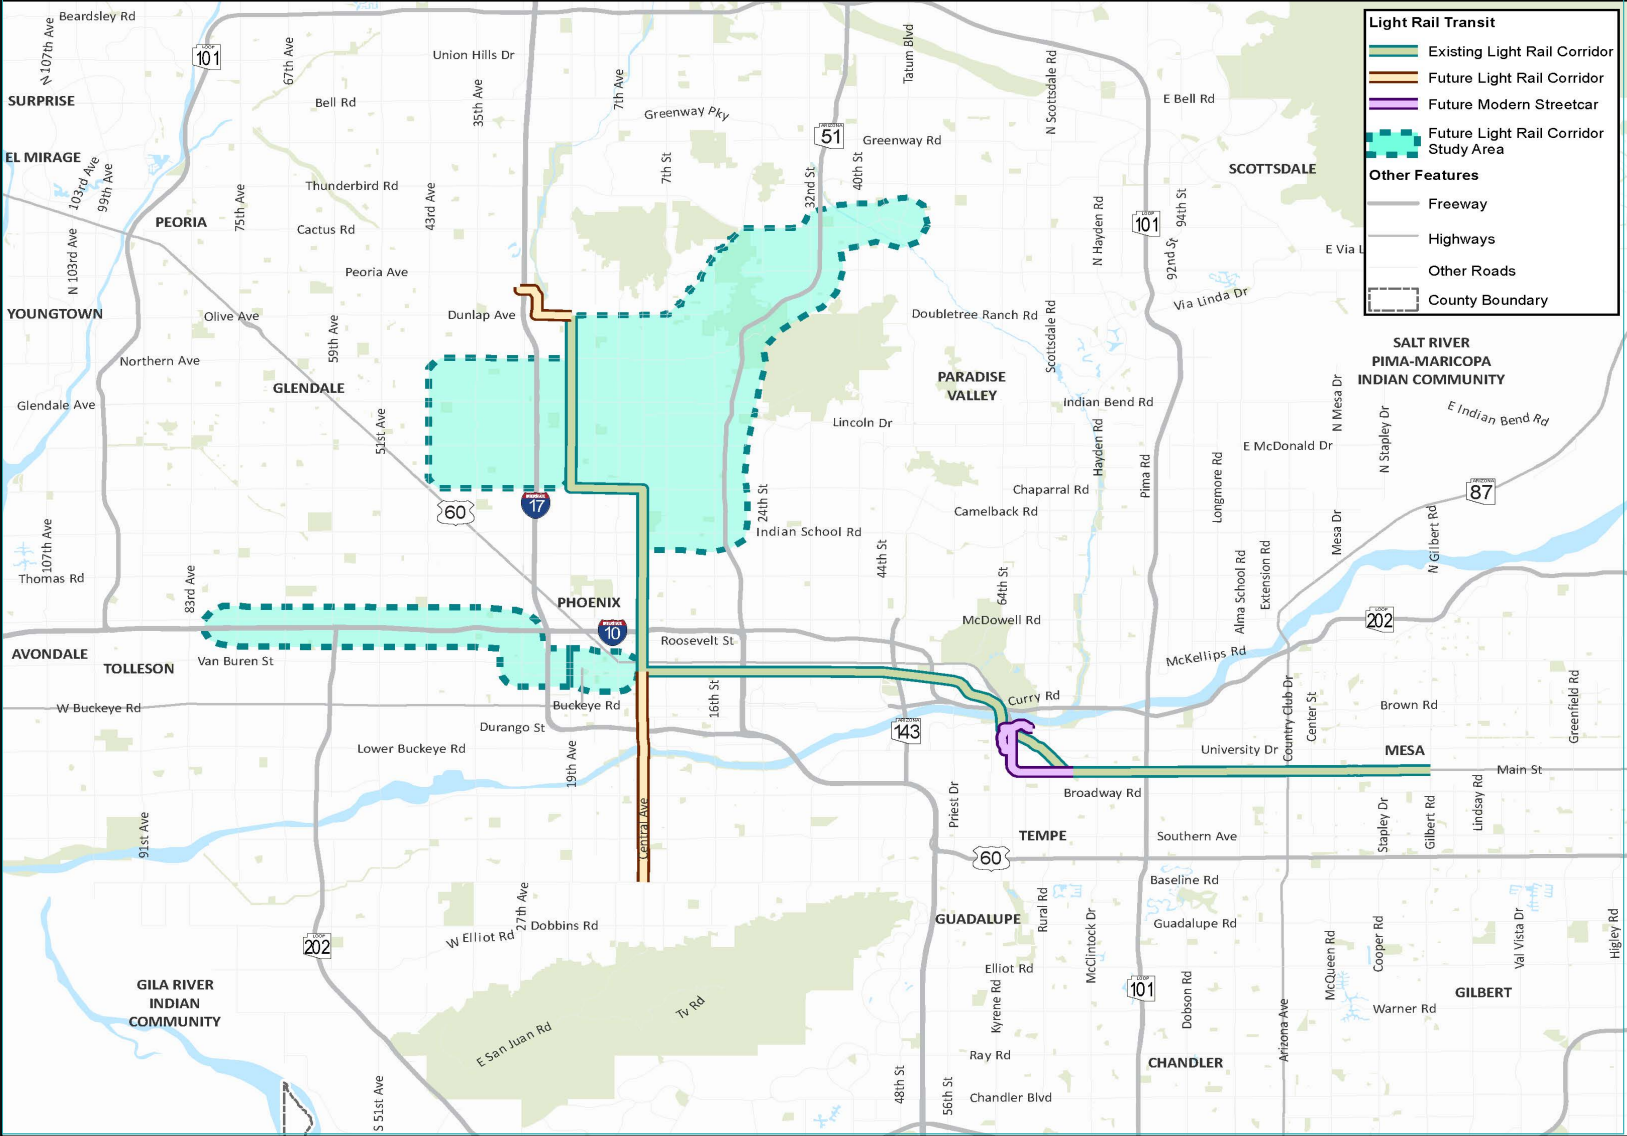 Beardsley Rd
N 107th Ave
LOOP
101
67th Ave
Union Hills Dr
35th Ave
7th Ave
Tatum Blvd
N Scottsdale Rd
E Bell Rd
SURPRISE
Bell Rd
Greenway Pky
ARIZONA
51
Greenway Rd
EL MIRAGE
103rd Ave
99th Ave
75th Ave
Thunderbird Rd
43rd Ave
7th St
32nd St
40th St
SCOTTSDALE
PEORIA
Cactus Rd
N Hayden Rd
LOOP
101
94th St
92nd St
E Via L
N 103rd Ave
Peoria Ave
Via Linda Dr
YOUNGTOWN
Olive Ave
59th Ave
Dunlap Ave
Doubletree Ranch Rd
Scottsdale Rd
Northern Ave
GLENDALE
PARADISE
VALLEY
SALT RIVER
PIMA-MARICOPA
INDIAN COMMUNITY
Glendale Ave
51st Ave
Lincoln Dr
Indian Bend Rd
N Mesa Dr
N Stapley Dr
E Indian Bend Rd
Hayden Rd
Pima Rd
Longmore Rd
E McDonald Dr
60
INTERSTATE
17
24th St
Chaparral Rd
Camelback Rd
ARIZONA
87
107th Ave
Indian School Rd
44th St
Mesa Dr
N Gilbert Rd
Thomas Rd
83rd Ave
PHOENIX
64th St
Alma School Rd
Extension Rd
INTERSTATE
10
Roosevelt St
McDowell Rd
LOOP
202
AVONDALE
TOLLESON
Van Buren St
McKellips Rd
W Buckeye Rd
Buckeye Rd
16th St
Curry Rd
Country Club Dr
Center St
Brown Rd
Greenfield Rd
Durango St
ARIZONA
143
Lower Buckeye Rd
19th Ave
University Dr
MESA
Main St
Broadway Rd
91st Ave
Central Ave
Priest Dr
TEMPE
Southern Ave
Stapley Dr
Gilbert Rd
Lindsay Rd
60
Baseline Rd
27th Ave
Dobbins Rd
W Elliot Rd
GUADALUPE
Rural Rd
McClintock Dr
Guadalupe Rd
McQueen Rd
Cooper Rd
Val Vista Dr
Higley Rd
LOOP
202
Elliot Rd
Kyrene Rd
LOOP
101
Dobson Rd
GILBERT
GILA RIVER
INDIAN
COMMUNITY
E San Juan Rd
Tv Rd
Arizona Ave
Warner Rd
Ray Rd
CHANDLER
S 51st Ave
48th St
56th St
Chandler Blvd
Light Rail Transit
Existing Light Rail Corridor
Future Light Rail Corridor
Future Modern Streetcar
Future Light Rail Corridor
Study Area
Other Features
Freeway
Highways
Other Roads
County Boundary